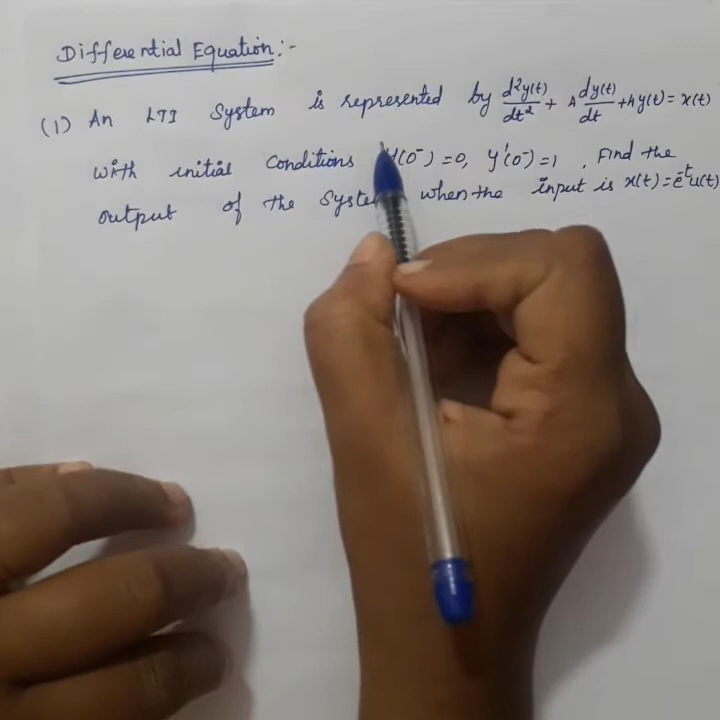 Differential Equation:-
(1) An LTI System is represented by d²y(t)/dt² + 4 dy(t)/dt + 4y(t) = x(t)
with initial conditions y(0⁻) = 0, y'(0⁻) = 1 . Find the
output of the System when the input is x(t) = e⁻ᵗu(t)